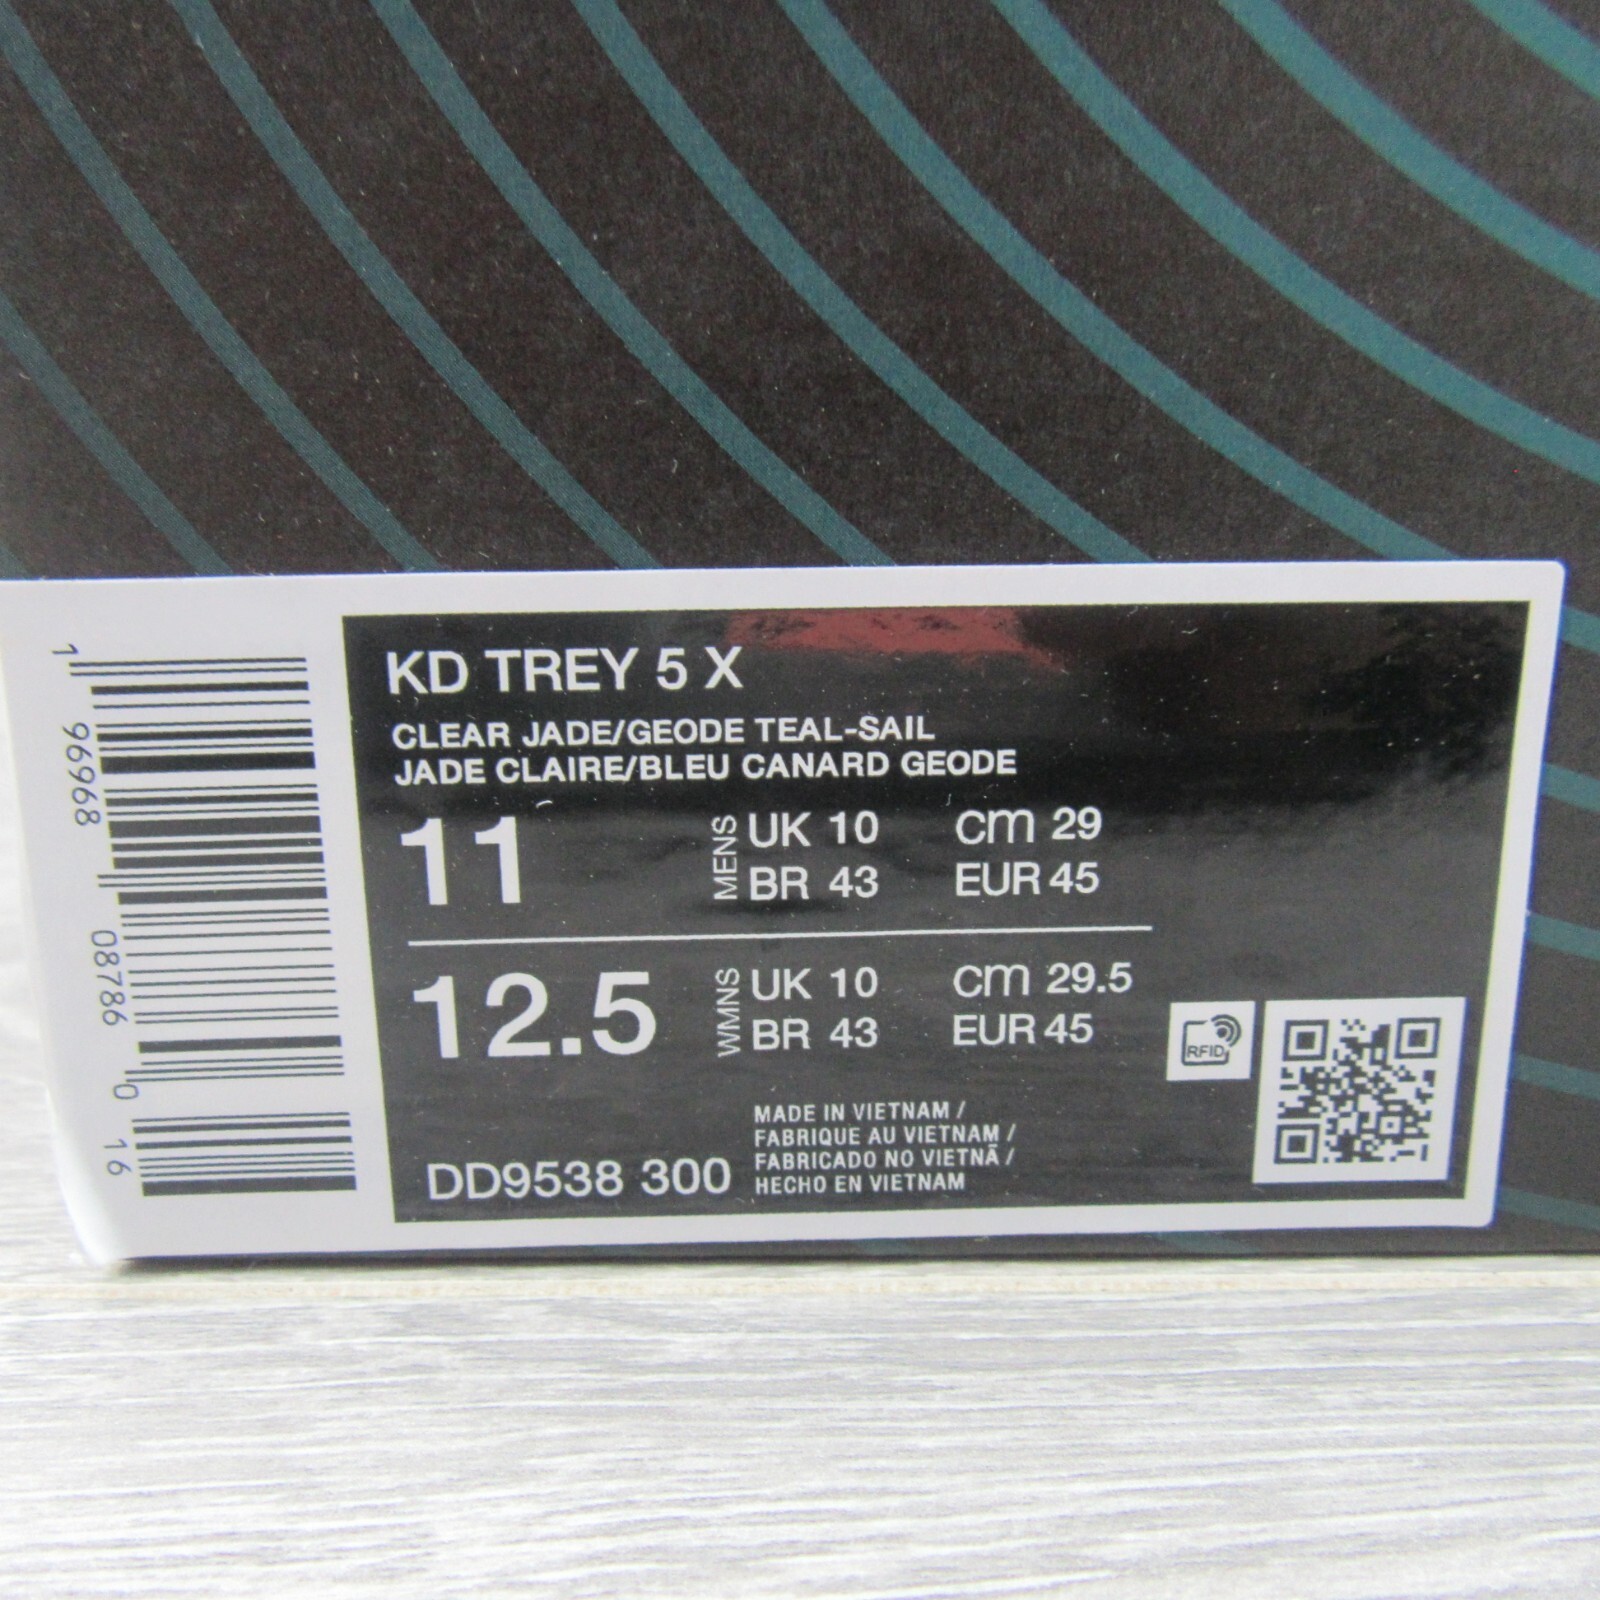 KD TREY 5 X
CLEAR JADE/GEODE TEAL-SAIL
JADE CLAIRE/BLEU CANARD GEODE
11 MENS UK 10 cm 29
BR 43 EUR 45
12.5 WMNS UK 10 cm 29.5
BR 43 EUR 45
MADE IN VIETNAM /
FABRIQUE AU VIETNAM /
FABRICADO NO VIETNÃ /
HECHO EN VIETNAM
DD9538 300
RFID
1 96968 08786 0 16